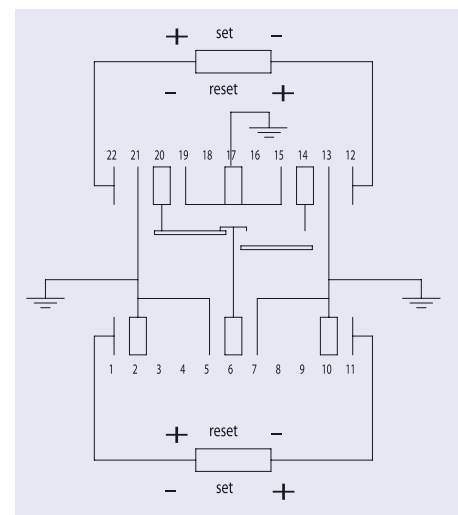 + set -
- reset +
22 21 20 19 18 17 16 15 14 13 12
1 2 3 4 5 6 7 8 9 10 11
+ reset -
- set +